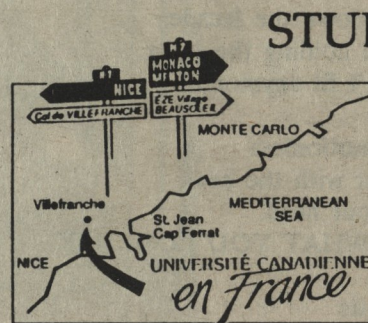 STU
N7
N7
NICE
MONACO
MENTON
Col de VILLEFRANCHE
ÈZE Village
BEAUSOLEIL
MONTE CARLO
Villefranche
MEDITERRANEAN
SEA
St. Jean
Cap Ferrat
NICE
UNIVERSITÉ CANADIENNE
en France